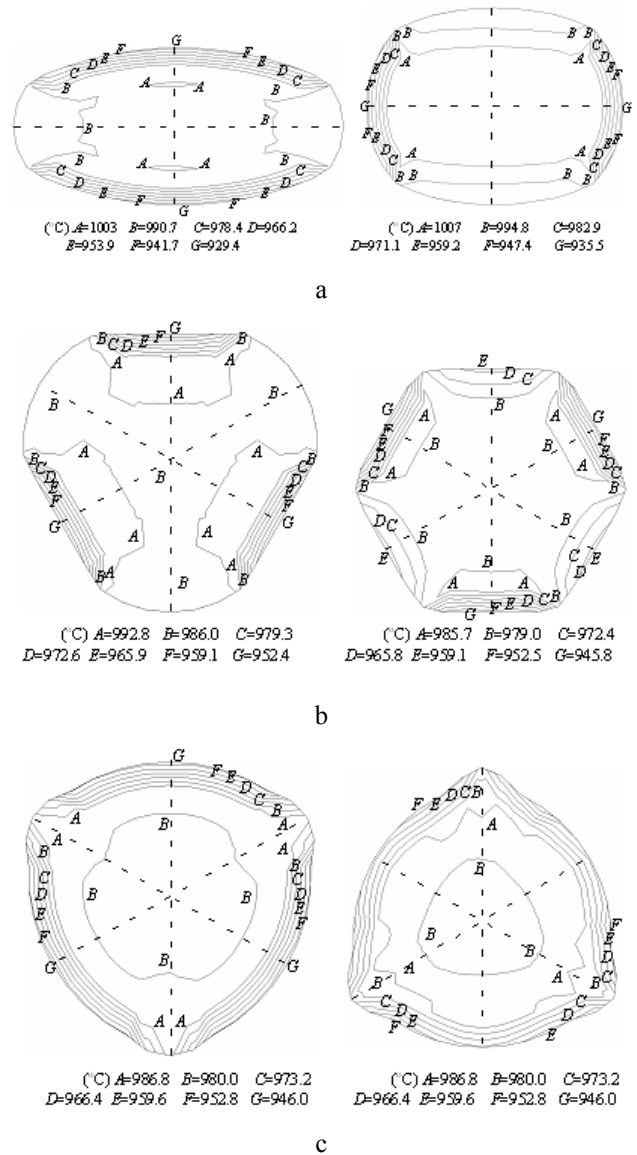 G
F F
E E
D D
C C
B B
A A
B B
B B
C C
D D
E E
F F
G
A A
(°C) A=1003 B=990.7 C=978.4 D=966.2
E=953.9 F=941.7 G=929.4
B B B B
C C
D D
E E
F F
A A
G G
F F
E E
D D
C C
B B B B
A A
(°C) A=1007 B=994.8 C=982.9
D=971.1 E=959.2 F=947.4 G=935.5
a
G
B C D E F B
A A
A
B B
A A
B B B
C C
D D
E E
F F
G G
A A
A A
B B B
(°C) A=992.8 B=986.0 C=979.3
D=972.6 E=965.9 F=959.1 G=952.4
E D C
B
G G
F F
E E
D D
C C
B B
A A
B B
A
D C C D
B B
E E
B
A A
G F E D C B
(°C) A=985.7 B=979.0 C=972.4
D=965.8 E=959.1 F=952.5 G=945.8
b
G
F E D C B A
A A A
B B B
C C
D D
E E
F F
G G
B B
B
A A
(°C) A=986.8 B=980.0 C=973.2
D=966.4 E=959.6 F=952.8 G=946.0
F E D C B
A
B
B B
A A
F
E
D
C
B B
C D E F
C D E
(°C) A=986.8 B=980.0 C=973.2
D=966.4 E=959.6 F=952.8 G=946.0
c